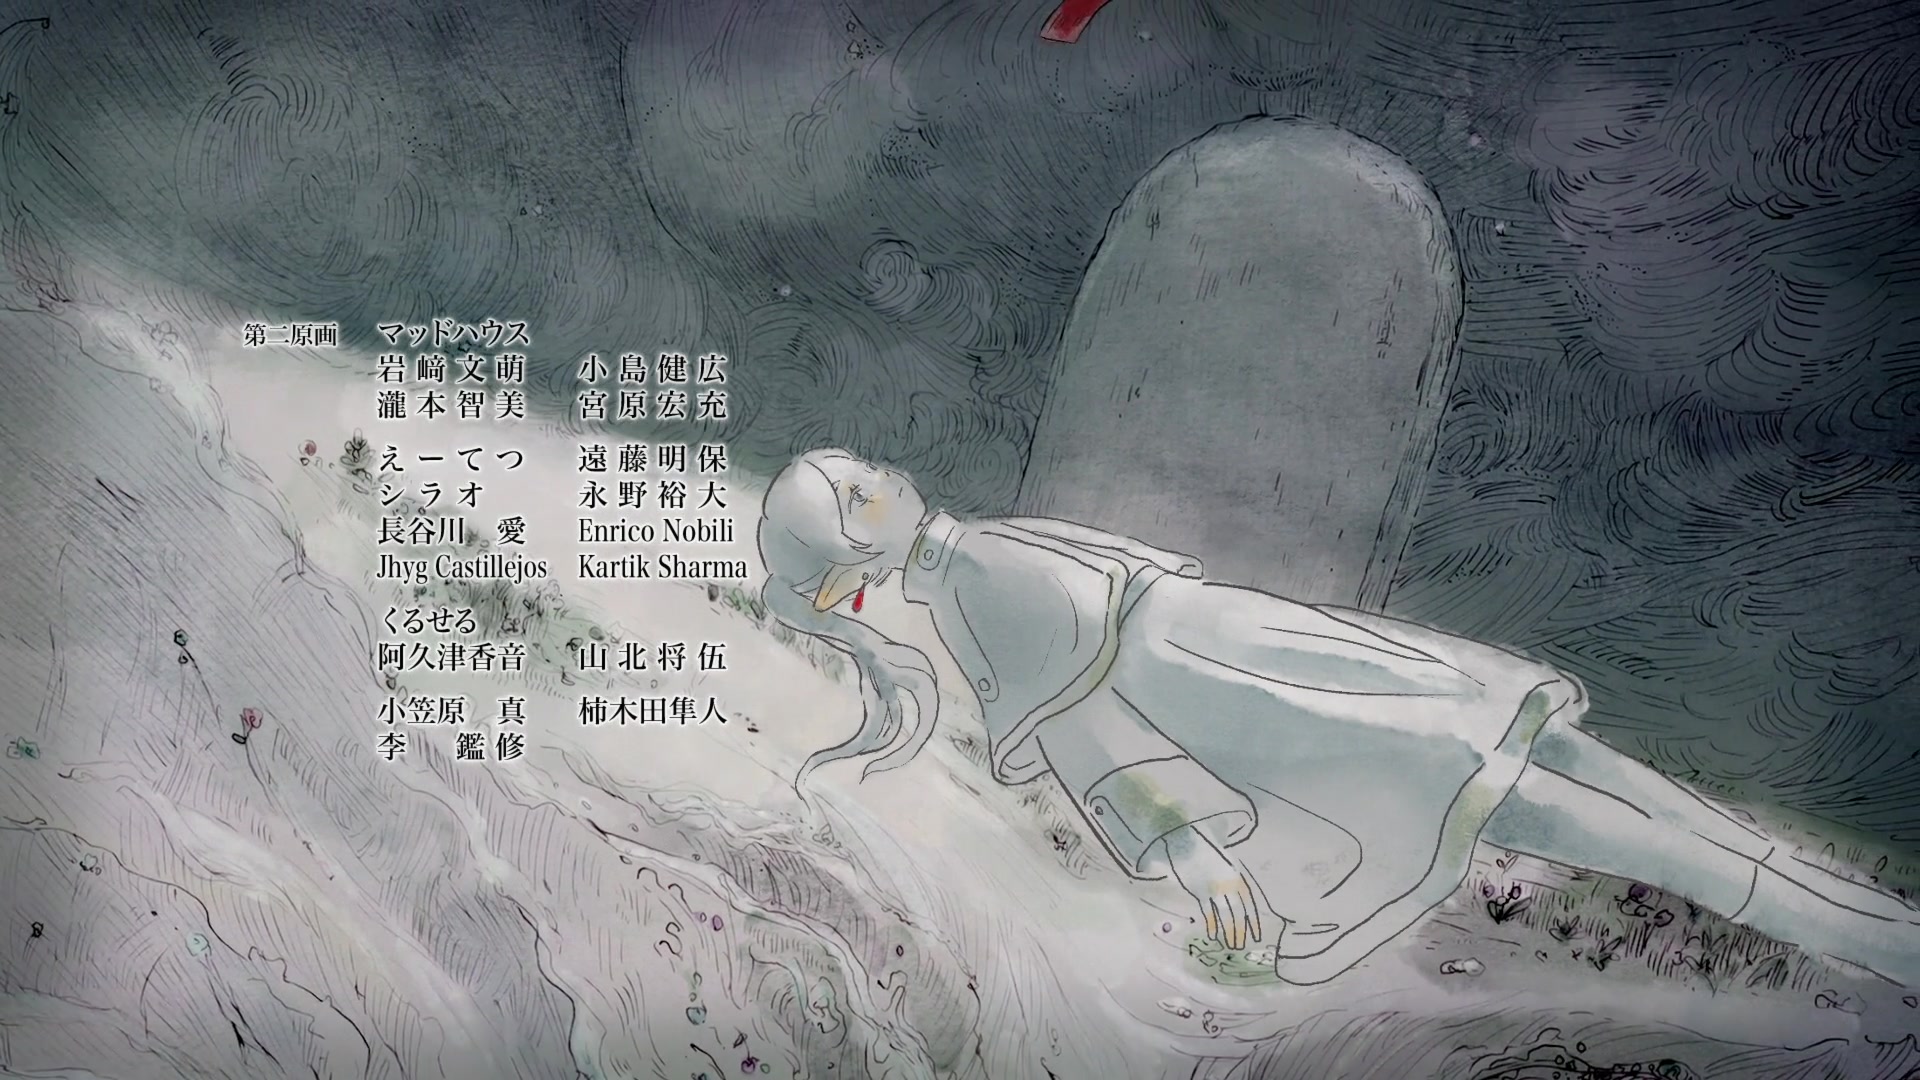 第二原画 マッドハウス
岩﨑文萌 小島健広
瀧本智美 宮原宏充
えーてつ 遠藤明保
シラオ 永野裕大
長谷川 愛 Enrico Nobili
Jhyg Castillejos Kartik Sharma
くるせる
阿久津香音 山北将伍
小笠原 真 柿木田隼人
李 鑑修